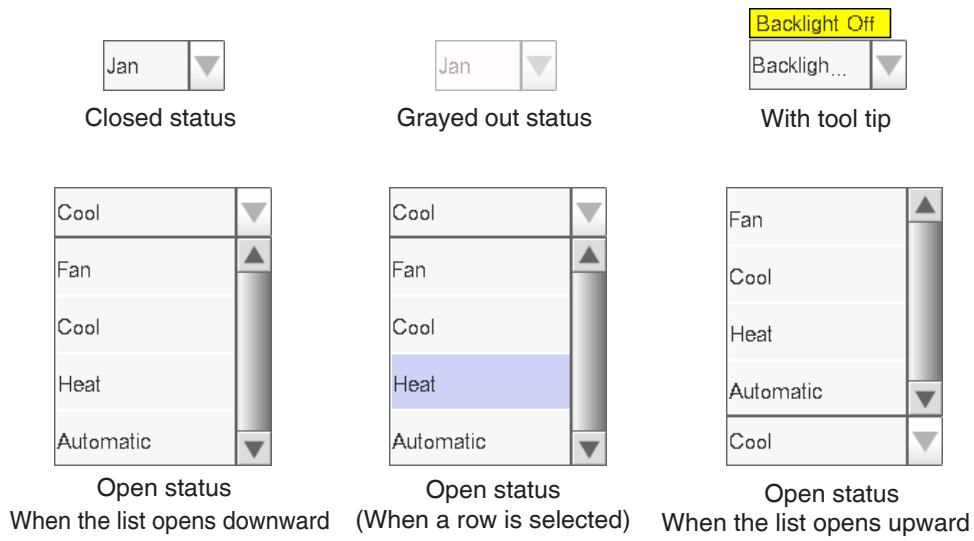 Backlight Off
Jan
Jan
Backligh...
Closed status
Grayed out status
With tool tip
Cool
Fan
Cool
Heat
Automatic
Open status
When the list opens downward
Cool
Fan
Cool
Heat
Automatic
Open status
(When a row is selected)
Fan
Cool
Heat
Automatic
Cool
Open status
When the list opens upward